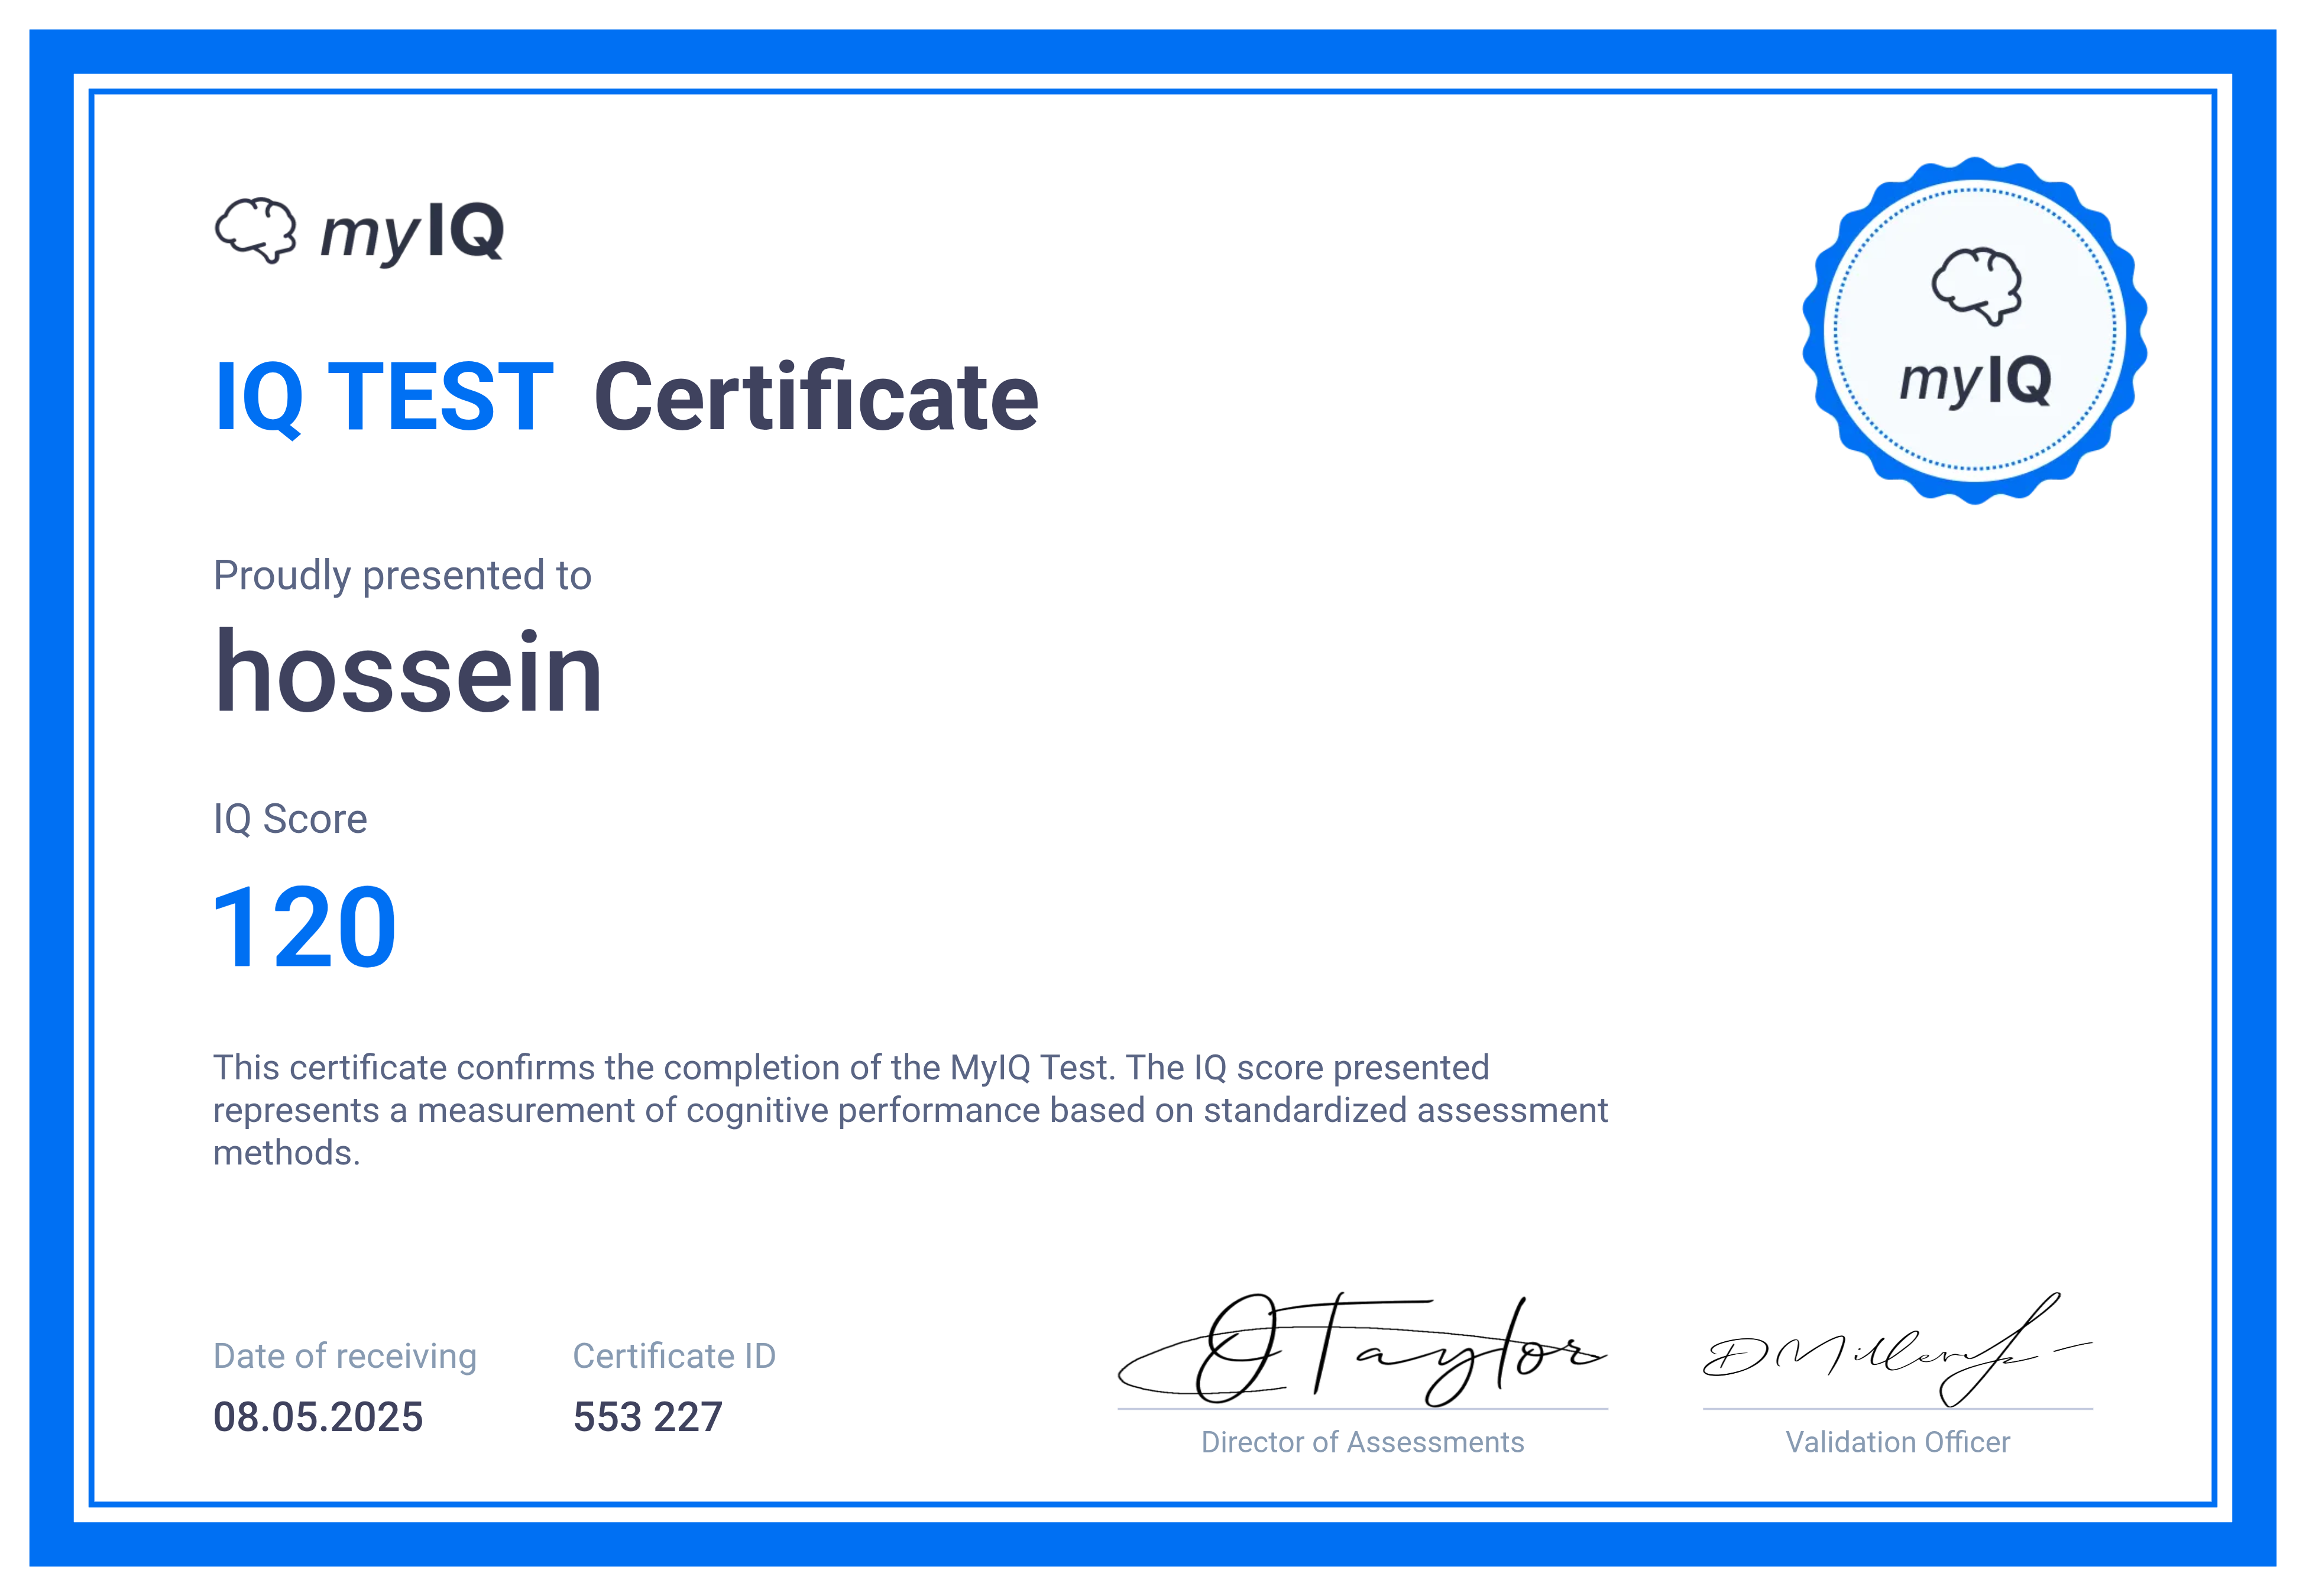 myIQ
myIQ
IQ TEST Certificate
Proudly presented to
hossein
IQ Score
120
This certificate confirms the completion of the MyIQ Test. The IQ score presented
represents a measurement of cognitive performance based on standardized assessment
methods.
Date of receiving
08.05.2025
Certificate ID
553 227
O Taylor
Director of Assessments
D Miller
Validation Officer